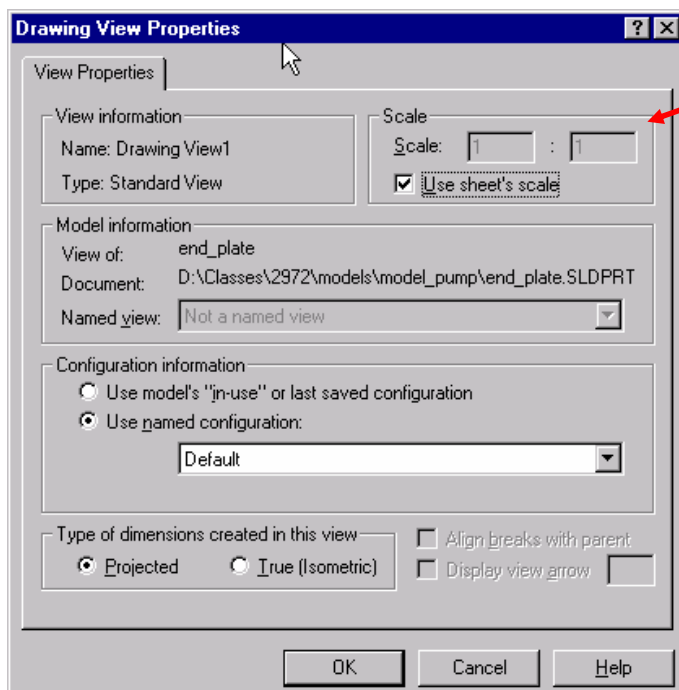 Drawing View Properties
View Properties
View information
Name: Drawing View1
Type: Standard View
Scale
Scale: 1 : 1
Use sheet's scale
Model information
View of: end_plate
Document: D:\Classes\2972\models\model_pump\end_plate.SLDPRT
Named view: Not a named view
Configuration information
Use model's "in-use" or last saved configuration
Use named configuration:
Default
Type of dimensions created in this view
Projected True (Isometric)
Align breaks with parent
Display view arrow
OK Cancel Help